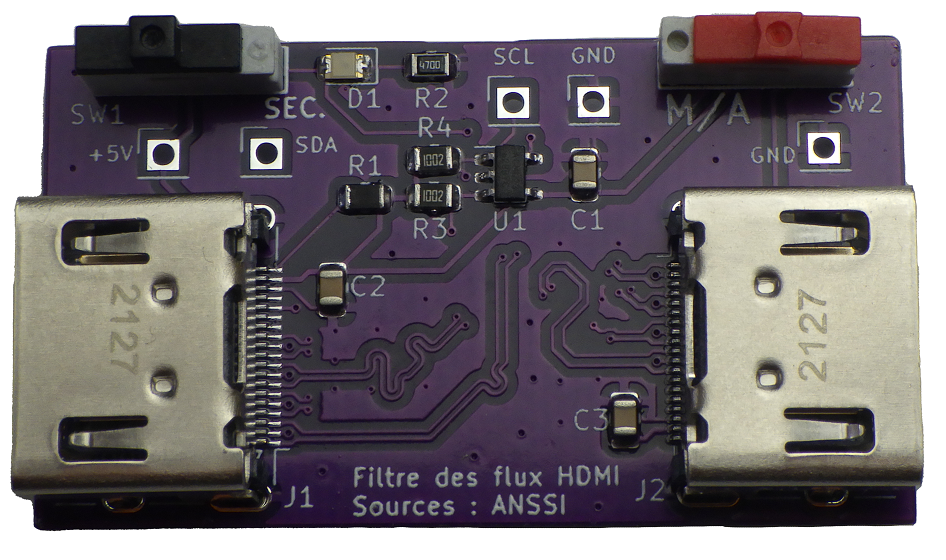 SCL
GND
4700
D1
R2
SEC.
M/A
SW1
SW2
R4
+5V
SDA
GND
1002
R1
1002
U1
C1
R3
C2
2127
2127
C3
Filtre des flux HDMI
J1
J2
Sources : ANSSI